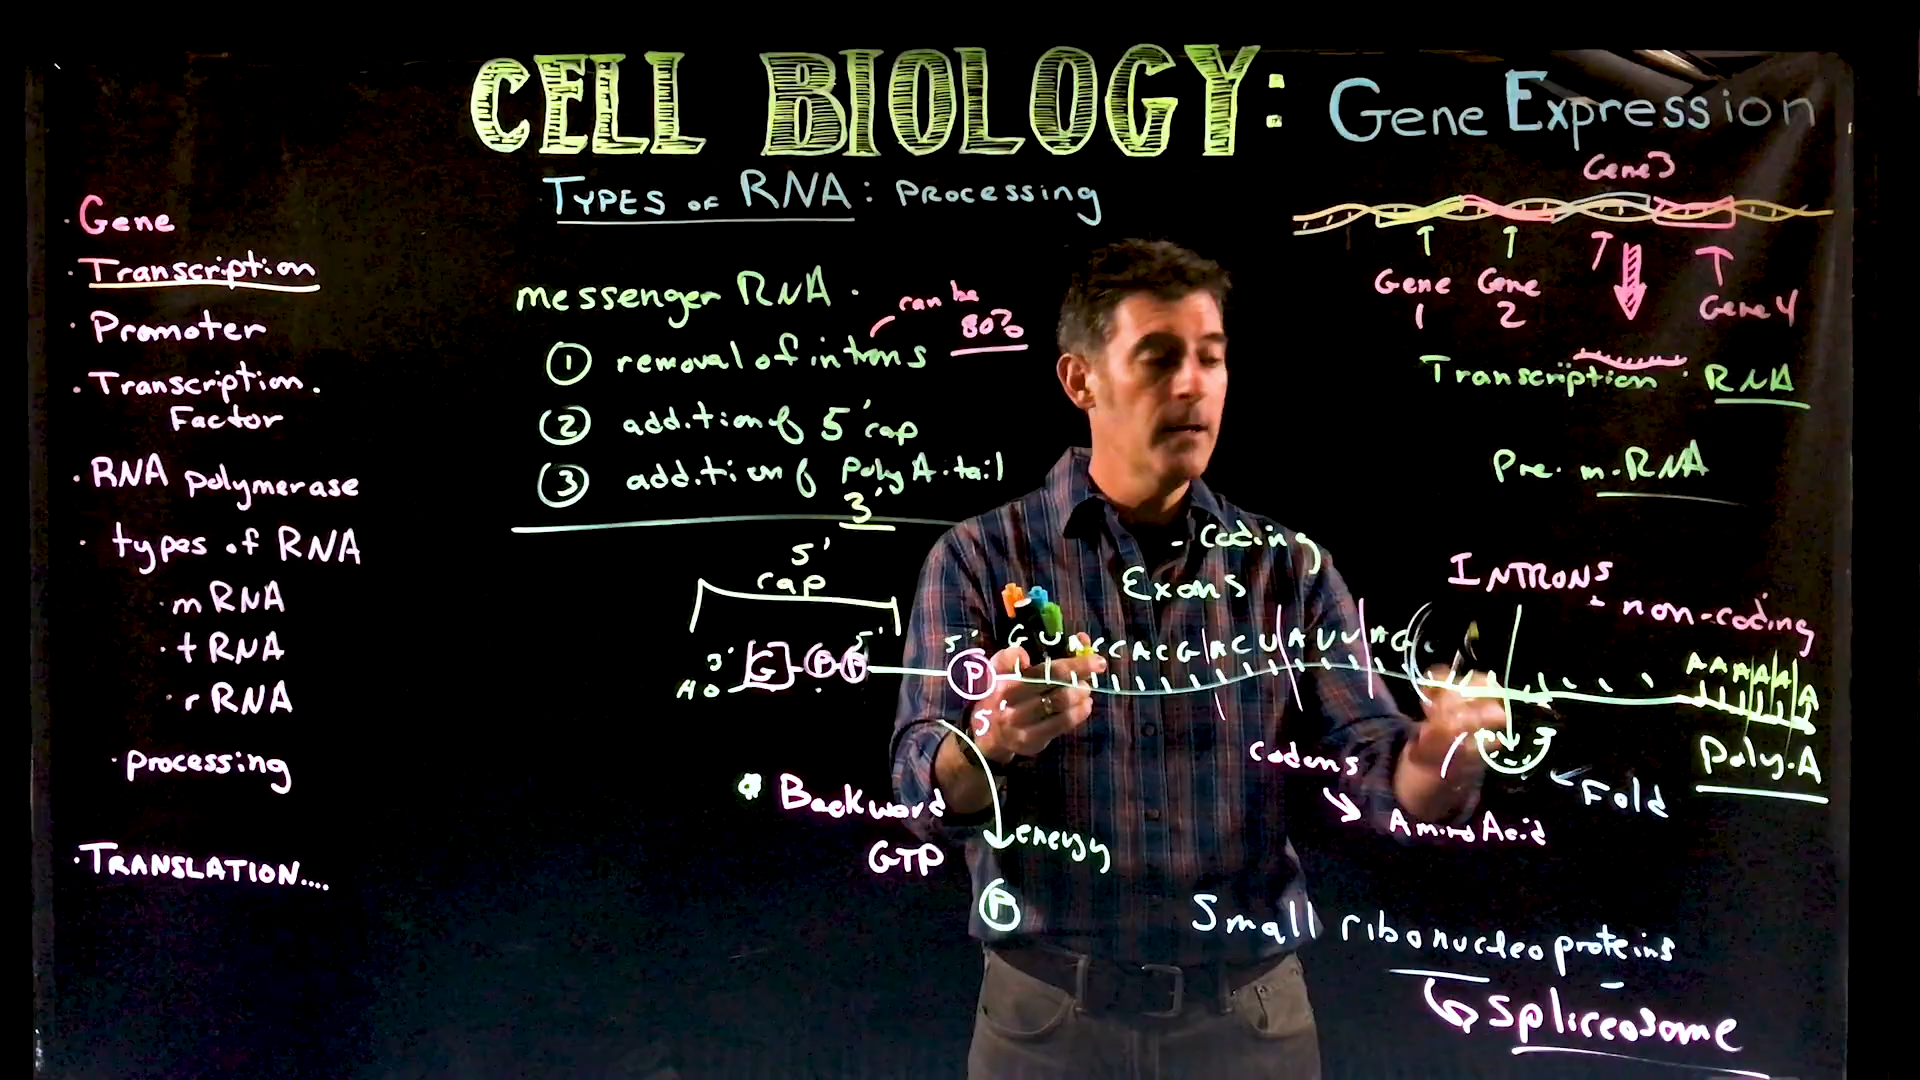 CELL BIOLOGY: Gene Expression
TYPES OF RNA: Processing
· Gene
· Transcription
· Promoter
· Transcription
Factor
· RNA polymerase
· types of RNA
· mRNA
· tRNA
· rRNA
· processing
· TRANSLATION....
messenger RNA
can be
80%
① removal of introns
② addition of 5' cap
③ addition of Poly A-tail
3'
5'
cap
3'
HO
G P P 5'
5' P
5'
G U
C A C G A C U A U U A G
* Backward
GTP
energy
P
- Coding
Exons
Codons
Amino Acid
Gene 3
Gene
1
Gene
2
Gene 4
Transcription · RNA
Pre-mRNA
INTRONS
- non-coding
A A A A A A
Poly-A
Fold
Small ribonucleoproteins
spliceosome